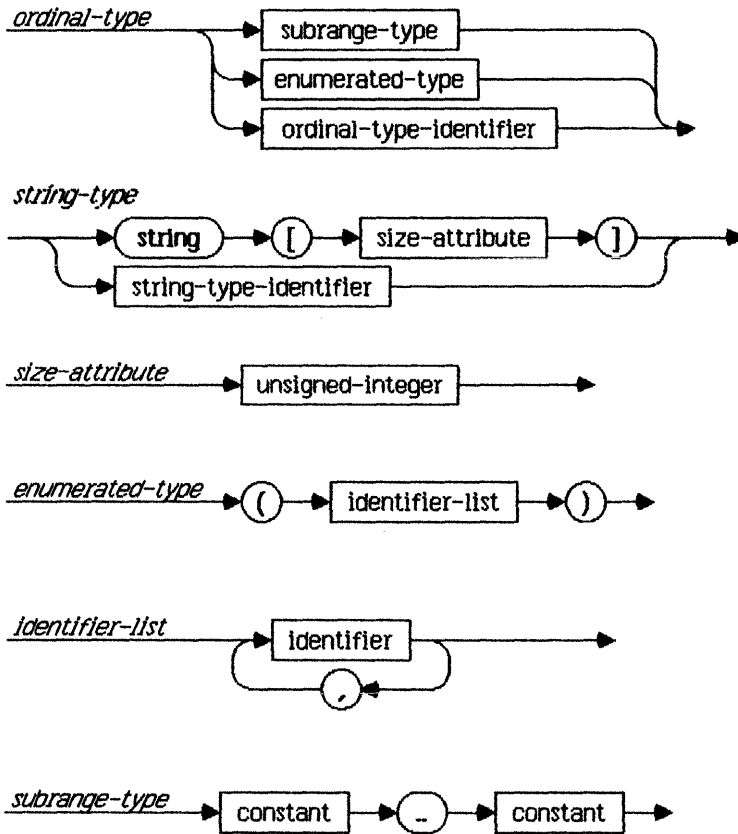 ordinal-type
subrange-type
enumerated-type
ordinal-type-identifier
string-type
string [ size-attribute ]
string-type-identifier
size-attribute unsigned-integer
enumerated-type ( identifier-list )
identifier-list
identifier
,
subrange-type constant .. constant